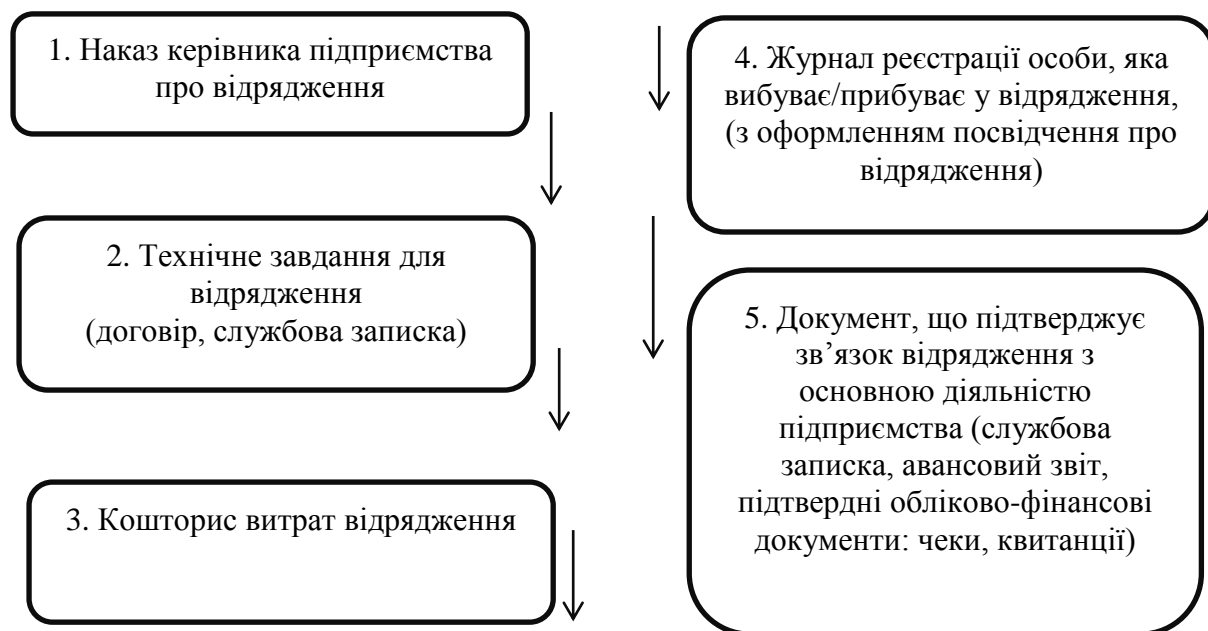 1. Наказ керівника підприємства
про відрядження
2. Технічне завдання для
відрядження
(договір, службова записка)
3. Кошторис витрат відрядження
4. Журнал реєстрації особи, яка
вибуває/прибуває у відрядження,
(з оформленням посвідчення про
відрядження)
5. Документ, що підтверджує
зв’язок відрядження з
основною діяльністю
підприємства (службова
записка, авансовий звіт,
підтвердні обліково-фінансові
документи: чеки, квитанції)